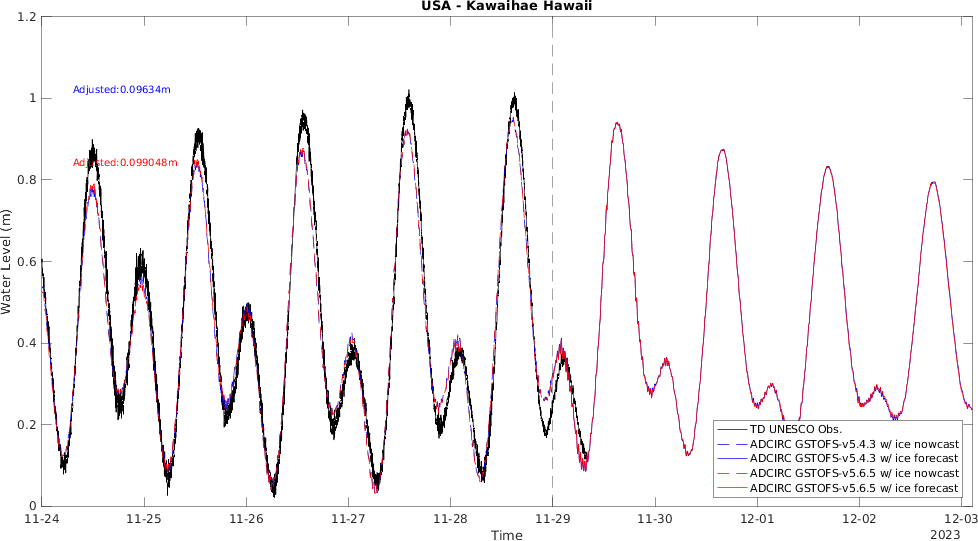 USA - Kawaihae Hawaii
1.2
1
0.8
0.6
0.4
0.2
0
Water Level (m)
Adjusted:0.09634m
Adjusted:0.099048m
TD UNESCO Obs.
ADCIRC GSTOFS-v5.4.3 w/ ice nowcast
ADCIRC GSTOFS-v5.4.3 w/ ice forecast
ADCIRC GSTOFS-v5.6.5 w/ ice nowcast
ADCIRC GSTOFS-v5.6.5 w/ ice forecast
11-24 11-25 11-26 11-27 11-28 11-29 11-30 12-01 12-02 12-03
2023
Time